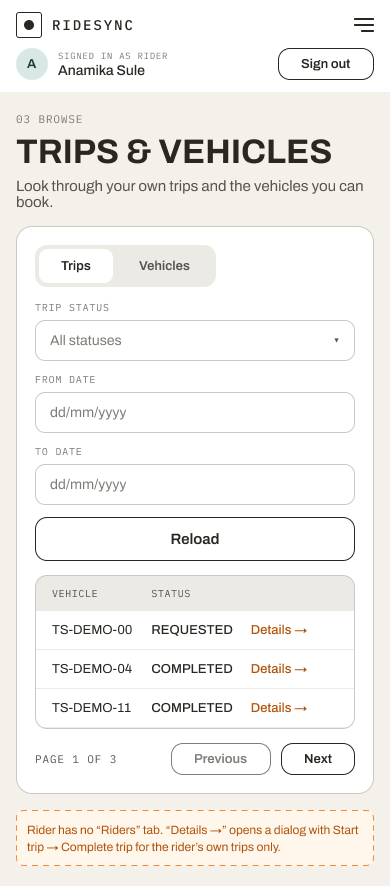 RIDESYNC
A
SIGNED IN AS RIDER
Anamika Sule
Sign out
03 BROWSE
TRIPS & VEHICLES
Look through your own trips and the vehicles you can
book.
Trips Vehicles
TRIP STATUS
All statuses
FROM DATE
dd/mm/yyyy
TO DATE
dd/mm/yyyy
Reload
VEHICLE STATUS
TS-DEMO-00 REQUESTED Details →
TS-DEMO-04 COMPLETED Details →
TS-DEMO-11 COMPLETED Details →
PAGE 1 OF 3 Previous Next
Rider has no “Riders” tab. “Details →” opens a dialog with Start
trip → Complete trip for the rider’s own trips only.